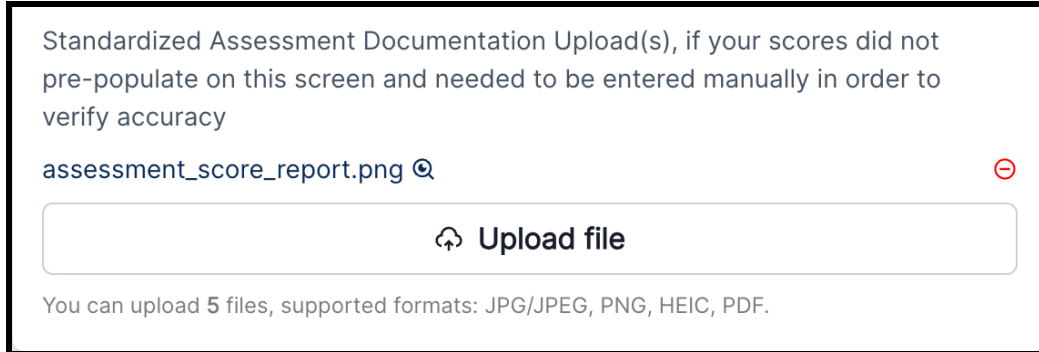 Standardized Assessment Documentation Upload(s), if your scores did not
pre-populate on this screen and needed to be entered manually in order to
verify accuracy
assessment_score_report.png
Upload file
You can upload 5 files, supported formats: JPG/JPEG, PNG, HEIC, PDF.